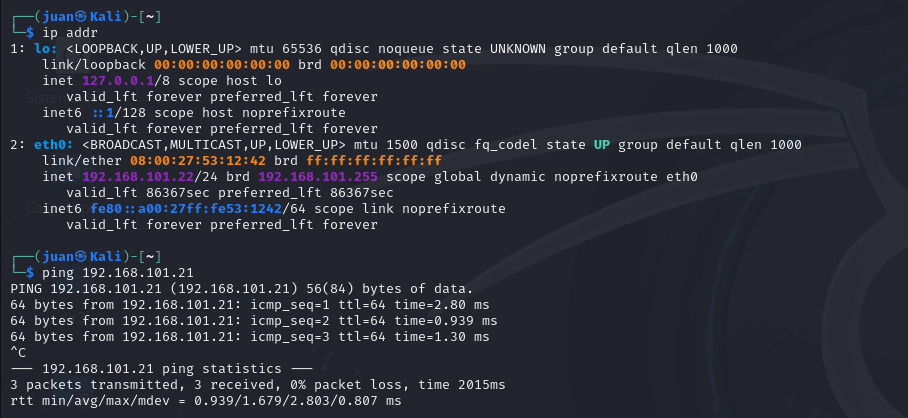 ┌──(juan㉿Kali)-[~]
└─$ ip addr
1: lo: <LOOPBACK,UP,LOWER_UP> mtu 65536 qdisc noqueue state UNKNOWN group default qlen 1000
    link/loopback 00:00:00:00:00:00 brd 00:00:00:00:00:00
    inet 127.0.0.1/8 scope host lo
       valid_lft forever preferred_lft forever
    inet6 ::1/128 scope host noprefixroute
       valid_lft forever preferred_lft forever
2: eth0: <BROADCAST,MULTICAST,UP,LOWER_UP> mtu 1500 qdisc fq_codel state UP group default qlen 1000
    link/ether 08:00:27:53:12:42 brd ff:ff:ff:ff:ff:ff
    inet 192.168.101.22/24 brd 192.168.101.255 scope global dynamic noprefixroute eth0
       valid_lft 86367sec preferred_lft 86367sec
    inet6 fe80::a00:27ff:fe53:1242/64 scope link noprefixroute
       valid_lft forever preferred_lft forever
┌──(juan㉿Kali)-[~]
└─$ ping 192.168.101.21
PING 192.168.101.21 (192.168.101.21) 56(84) bytes of data.
64 bytes from 192.168.101.21: icmp_seq=1 ttl=64 time=2.80 ms
64 bytes from 192.168.101.21: icmp_seq=2 ttl=64 time=0.939 ms
64 bytes from 192.168.101.21: icmp_seq=3 ttl=64 time=1.30 ms
^C
--- 192.168.101.21 ping statistics ---
3 packets transmitted, 3 received, 0% packet loss, time 2015ms
rtt min/avg/max/mdev = 0.939/1.679/2.803/0.807 ms